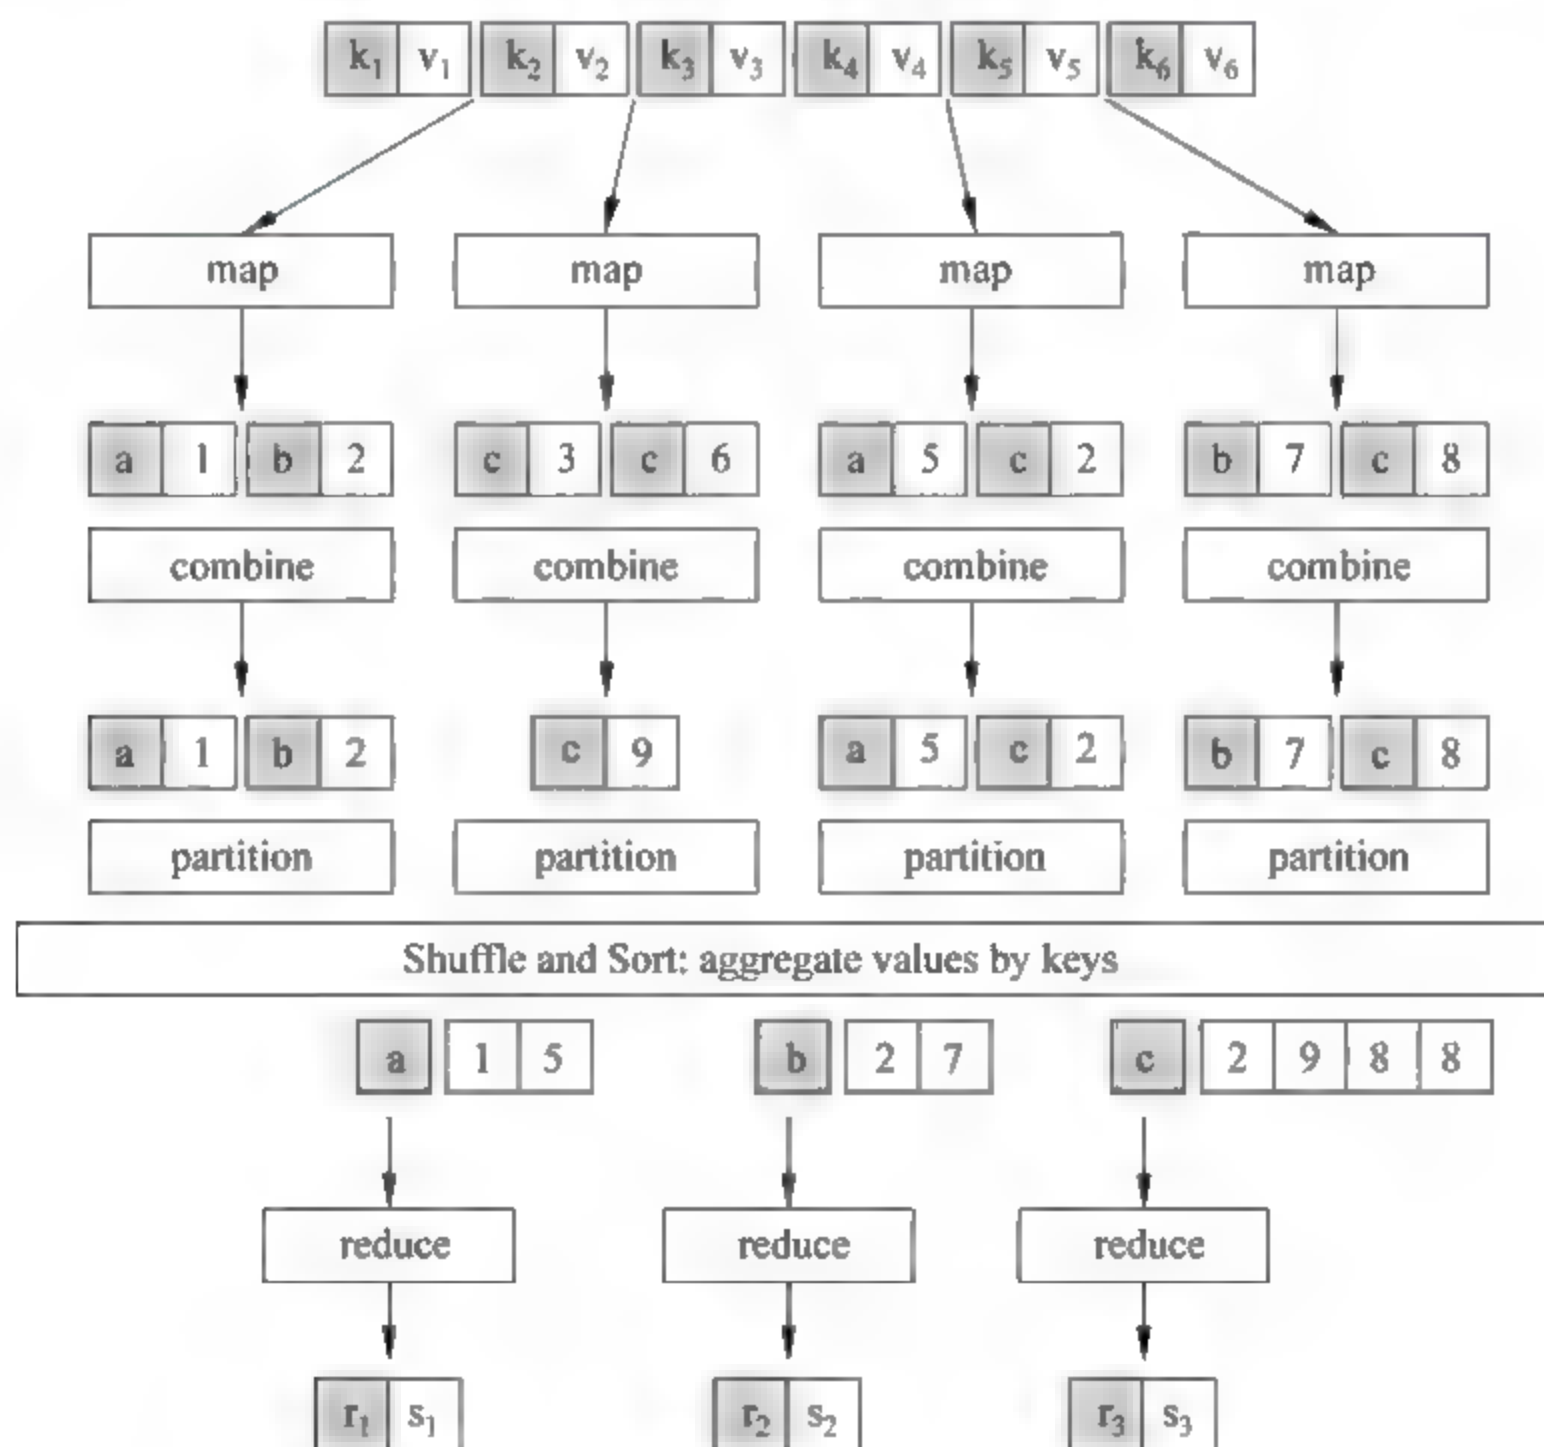 k₁ v₁ k₂ v₂ k₃ v₃ k₄ v₄ k₅ v₅ k₆ v₆
map map map map
a 1 b 2 c 3 c 6 a 5 c 2 b 7 c 8
combine combine combine combine
a 1 b 2 c 9 a 5 c 2 b 7 c 8
partition partition partition partition
Shuffle and Sort: aggregate values by keys
a 1 5 b 2 7 c 2 9 8 8
reduce reduce reduce
r₁ s₁ r₂ s₂ r₃ s₃